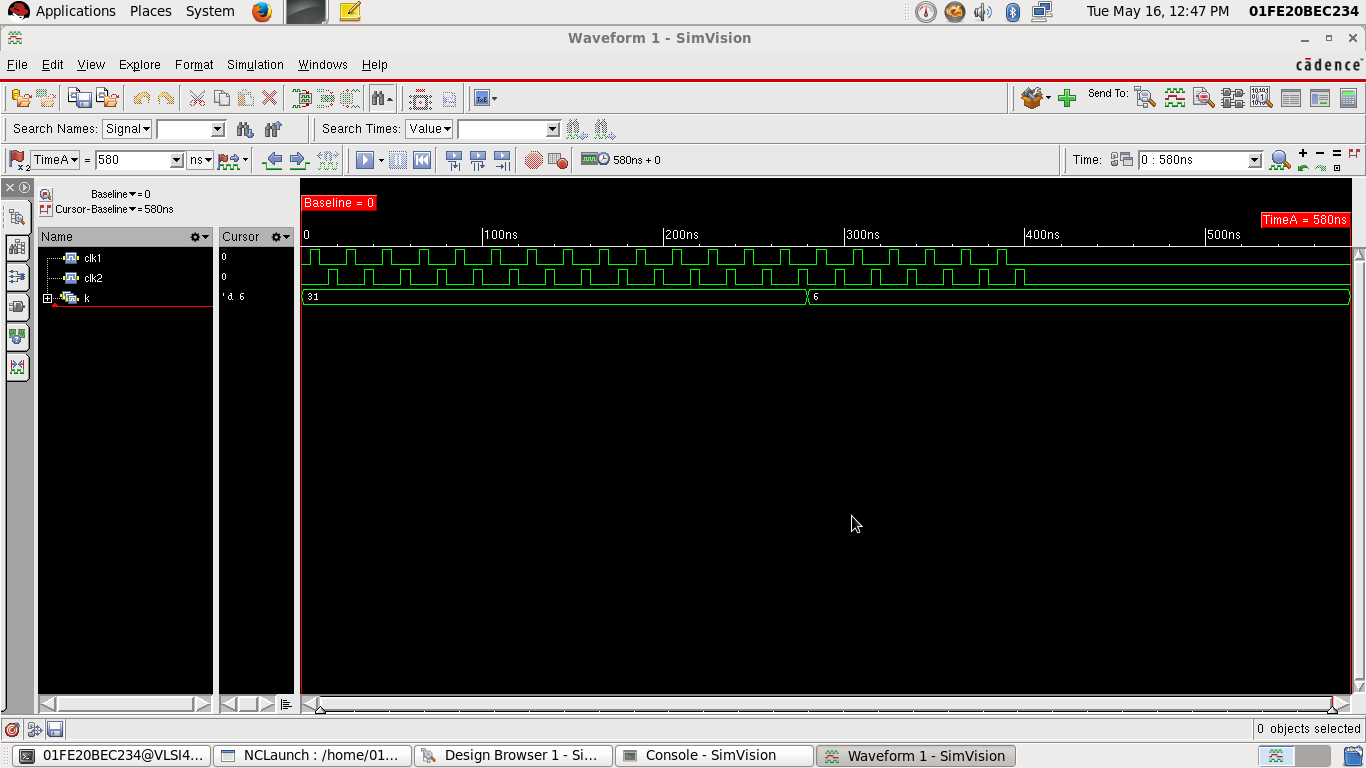 Applications Places System Tue May 16, 12:47 PM 01FE20BEC234
Waveform 1 - SimVision
File Edit View Explore Format Simulation Windows Help cādence
Send To:
Search Names: Signal Search Times: Value
TimeA = 580 ns 580ns + 0 Time: 0 : 580ns
Baseline = 0
Cursor-Baseline = 580ns
Baseline = 0
TimeA = 580ns
Name Cursor 0 100ns 200ns 300ns 400ns 500ns
clk1 0
clk2 0
k 'd 6 31 6
0 objects selected
01FE20BEC234@VLSI4... NCLaunch : /home/01... Design Browser 1 - Si... Console - SimVision Waveform 1 - SimVision